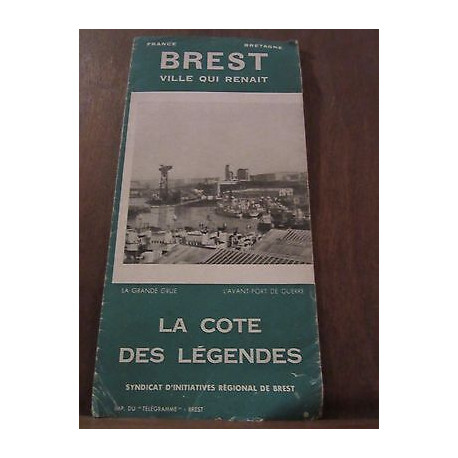 FRANCE BRETAGNE
BREST
VILLE QUI RENAIT
LA GRANDE GRUE L'AVANT-PORT DE GUERRE
LA COTE
DES LÉGENDES
SYNDICAT D'INITIATIVES RÉGIONAL DE BREST
IMP. DU "TÉLÉGRAMME" - BREST